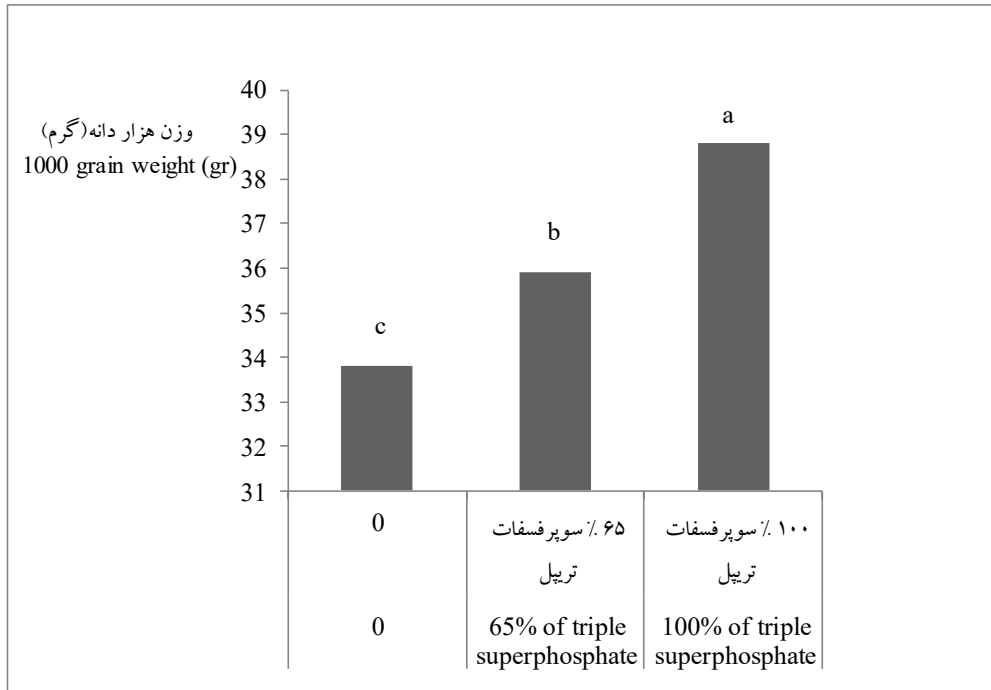 وزن هزار دانه(گرم)
1000 grain weight (gr)
40
39
38
37
36
35
34
33
32
31
c
b
a
0
۶۵ ٪ سوپرفسفات
تریپل
۱۰۰ ٪ سوپرفسفات
تریپل
0
65% of triple
superphosphate
100% of triple
superphosphate